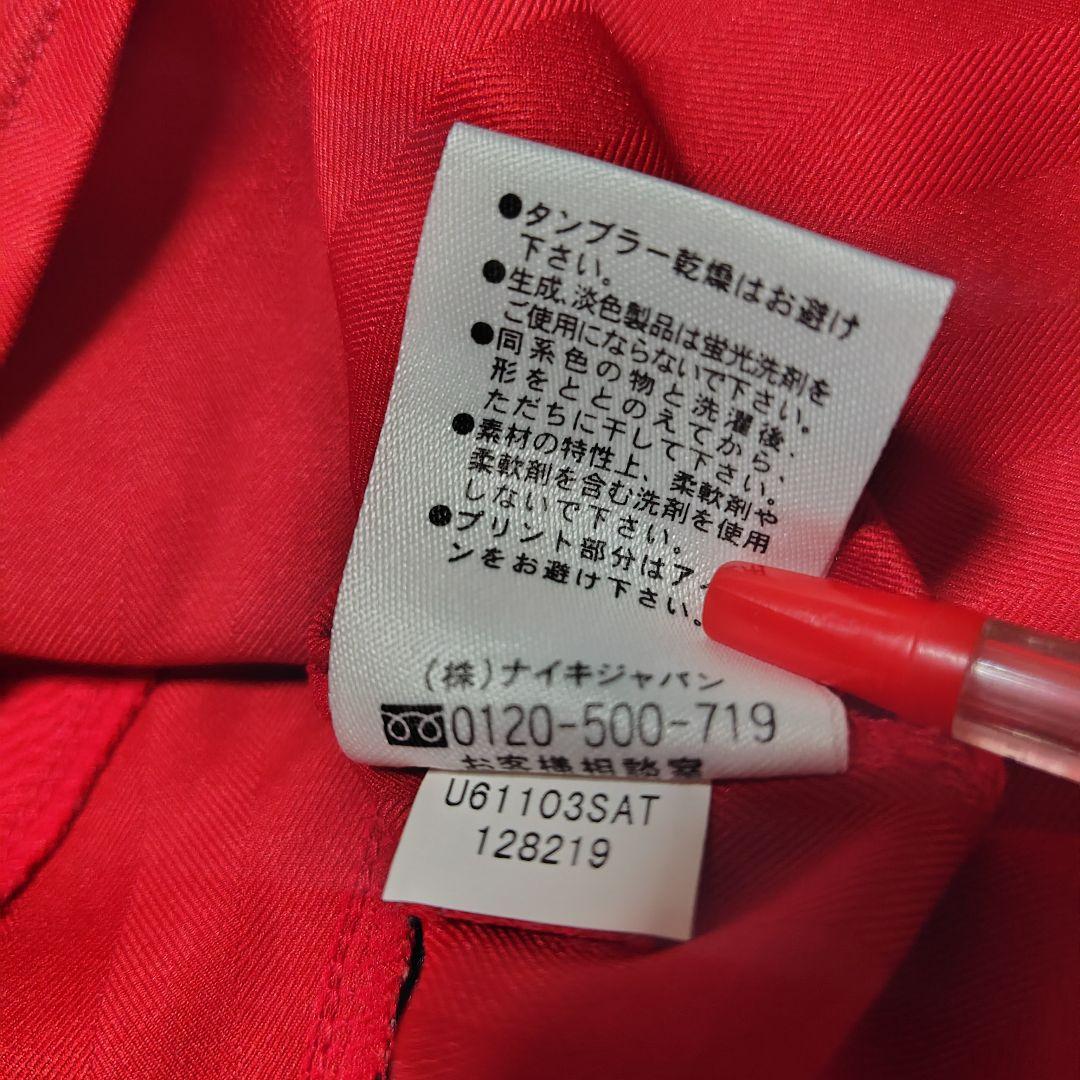 ●タンブラー乾燥はお避け
下さい。
●生成、淡色製品は蛍光洗剤を
ご使用にならないで下さい。
●同系色の物と洗濯後、
形をととのえてから、
ただちに干して下さい。
●素材の特性上、柔軟剤や
柔軟剤を含む洗剤を使用
しないで下さい。
●プリント部分はアイ
ンをお避け下さい。
(株)ナイキジャパン
0120-500-719
お客様相談室
U61103SAT
128219